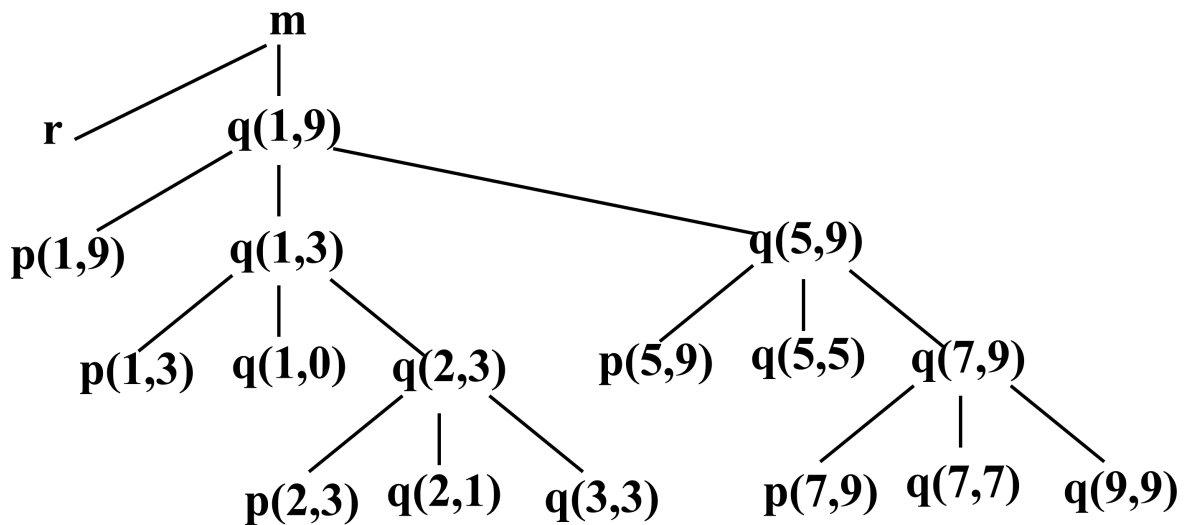 m
r q(1,9)
p(1,9) q(1,3) q(5,9)
p(1,3) q(1,0) q(2,3) p(5,9) q(5,5) q(7,9)
p(2,3) q(2,1) q(3,3) p(7,9) q(7,7) q(9,9)